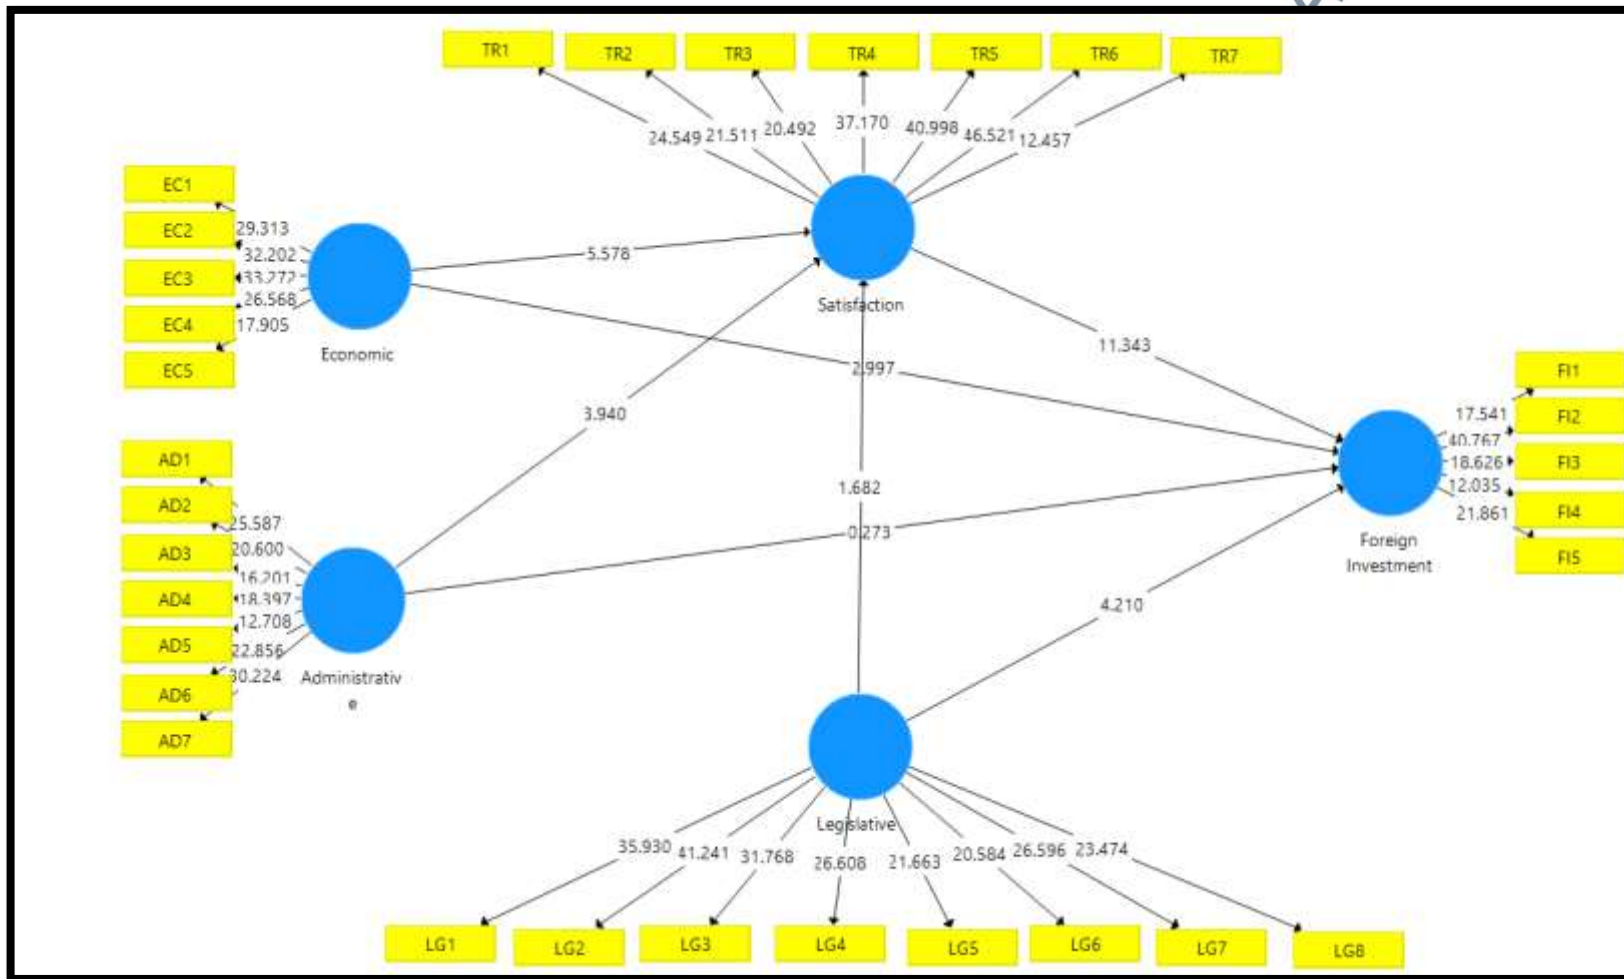 TR1
TR2
TR3
TR4
TR5
TR6
TR7
24.549
21.511
20.492
37.170
40.998
46.521
12.457
EC1
EC2
EC3
EC4
EC5
29.313
32.202
33.272
26.568
17.905
Economic
5.578
Satisfaction
2.997
11.343
3.940
AD1
AD2
AD3
AD4
AD5
AD6
AD7
25.587
20.600
16.201
18.397
12.708
22.856
30.224
Administrativ
e
1.682
0.273
4.210
FI1
FI2
FI3
FI4
FI5
17.541
40.767
18.626
12.035
21.861
Foreign
Investment
Legislative
35.930
41.241
31.768
26.608
21.663
20.584
26.596
23.474
LG1
LG2
LG3
LG4
LG5
LG6
LG7
LG8